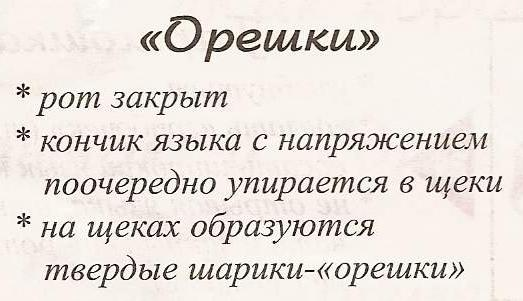 «Орешки»
* рот закрыт
* кончик языка с напряжением
поочередно упирается в щеки
* на щеках образуются
твердые шарики-«орешки»